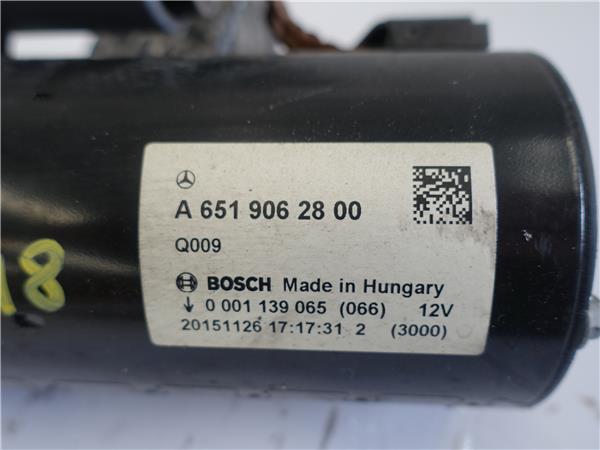 A 651 906 28 00
Q009
BOSCH Made in Hungary
↓ 0 001 139 065 (066) 12V
20151126 17:17:31 2 (3000)
18